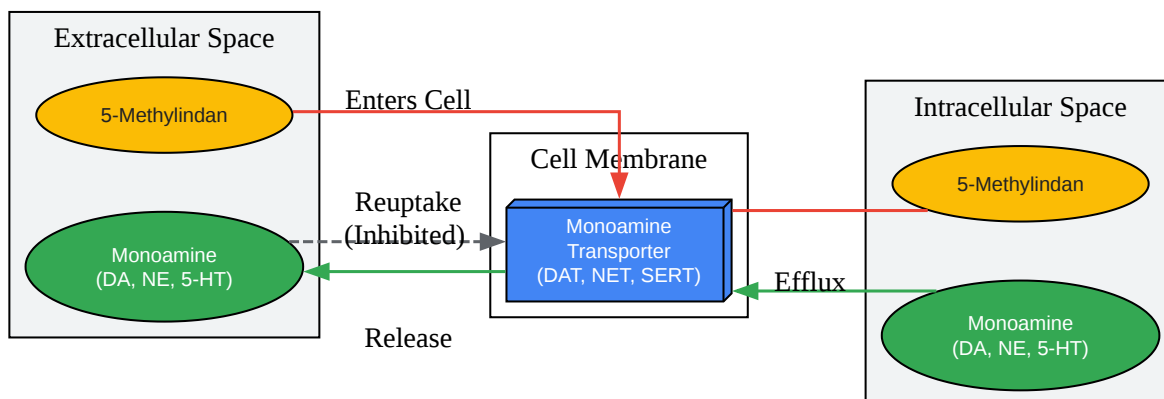 Extracellular Space
5-Methylindan
Enters Cell
Intracellular Space
Cell Membrane
5-Methylindan
Reuptake
(Inhibited)
Monoamine
Transporter
(DAT, NET, SERT)
Monoamine
(DA, NE, 5-HT)
Efflux
Release
Monoamine
(DA, NE, 5-HT)